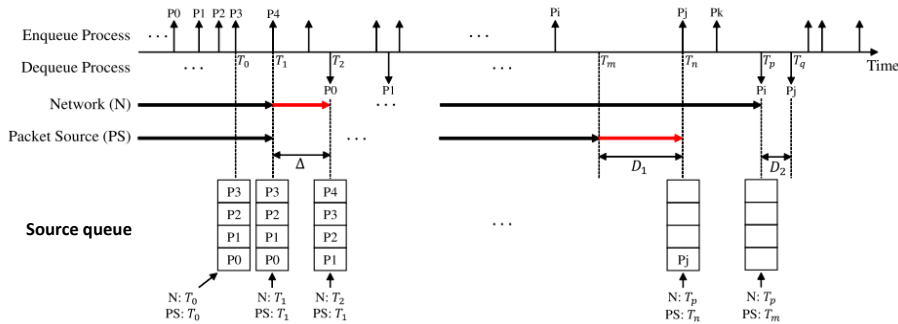 P0 P1 P2 P3 P4 Pi Pj Pk
Enqueue Process ... ...
T0 T1 T2 Tm Tn Tp Tq
Dequeue Process ... ... Time
P0 P1 Pi Pj
Network (N) ...
Packet Source (PS) ...
Δ D1 D2
P3 P3 P4
P2 P2 P3
Source queue P1 P1 P2 ...
P0 P0 P1 Pj
N: T0 N: T1 N: T2 N: Tp N: Tp
PS: T0 PS: T1 PS: T1 PS: Tn PS: Tm